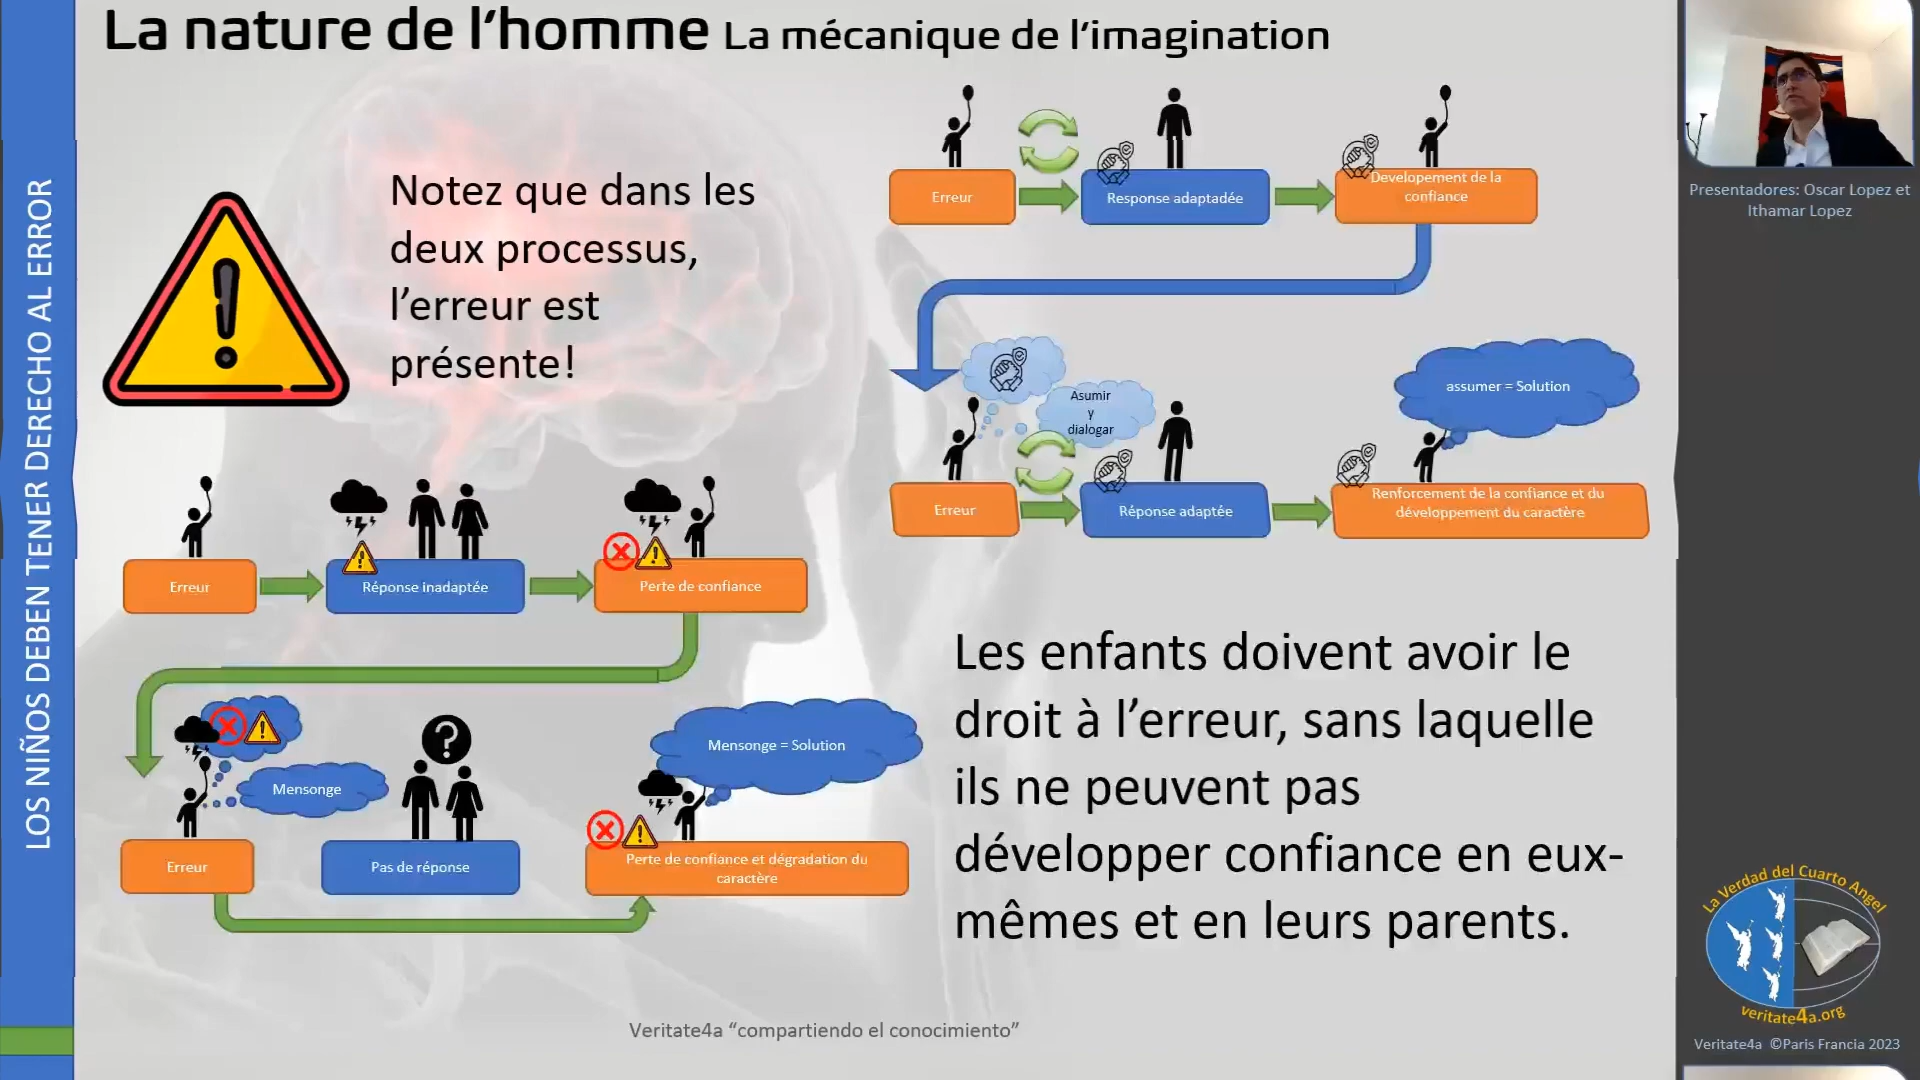 La nature de l'homme La mécanique de l'imagination
LOS NIÑOS DEBEN TENER DERECHO AL ERROR
Notez que dans les
deux processus,
l'erreur est
présente!
Erreur
Response adaptadée
Developement de la
confiance
Asumir
y
dialogar
assumer = Solution
Erreur
Réponse adaptée
Renforcement de la confiance et du
développement du caractère
Erreur
Réponse inadaptée
Perte de confiance
Mensonge
Mensonge = Solution
Erreur
Pas de réponse
Perte de confiance et dégradation du
caractère
Les enfants doivent avoir le
droit à l'erreur, sans laquelle
ils ne peuvent pas
développer confiance en eux-
mêmes et en leurs parents.
Veritate4a “compartiendo el conocimiento”
Presentadores: Oscar Lopez et
Ithamar Lopez
La Verdad del Cuarto Angel
veritate4a.org
Veritate4a ©Paris Francia 2023